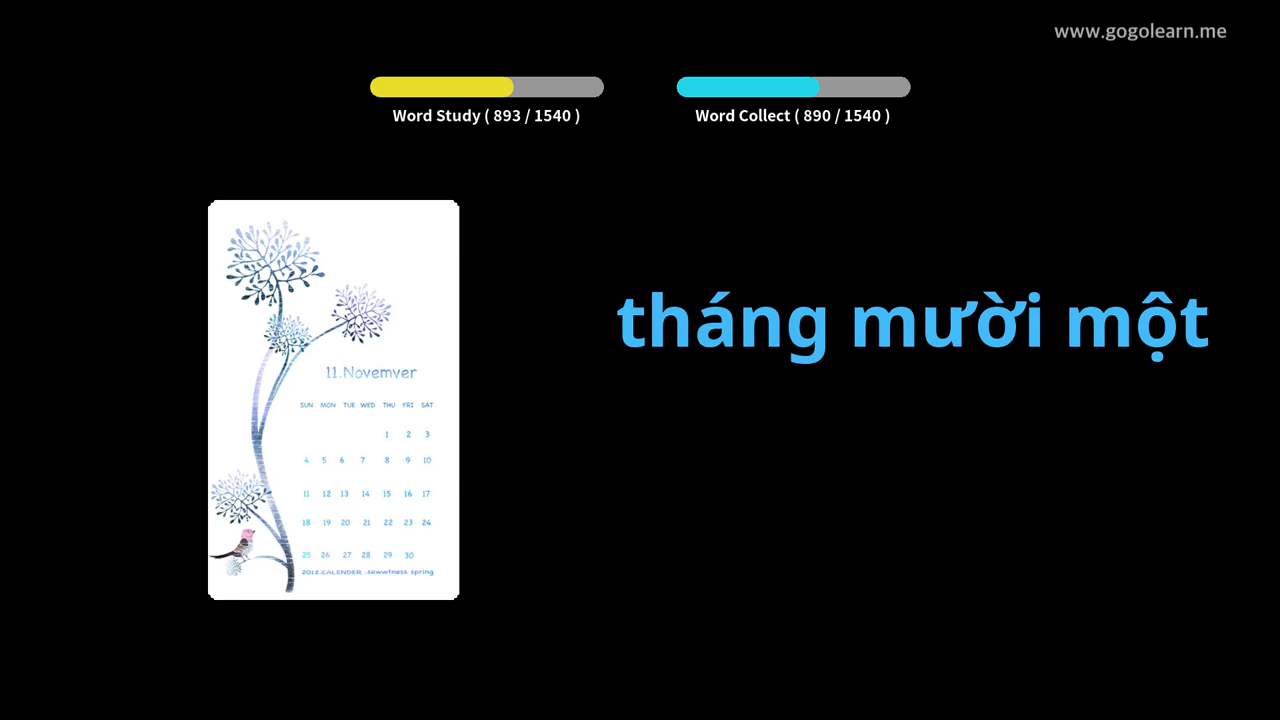 www.gogolearn.me
Word Study ( 893 / 1540 )
Word Collect ( 890 / 1540 )
tháng mười một
11.Novemver
SUN MON TUE WED THU FRI SAT
1 2 3
4 5 6 7 8 9 10
11 12 13 14 15 16 17
18 19 20 21 22 23 24
25 26 27 28 29 30
2012.CALENDER .sewwtness spring